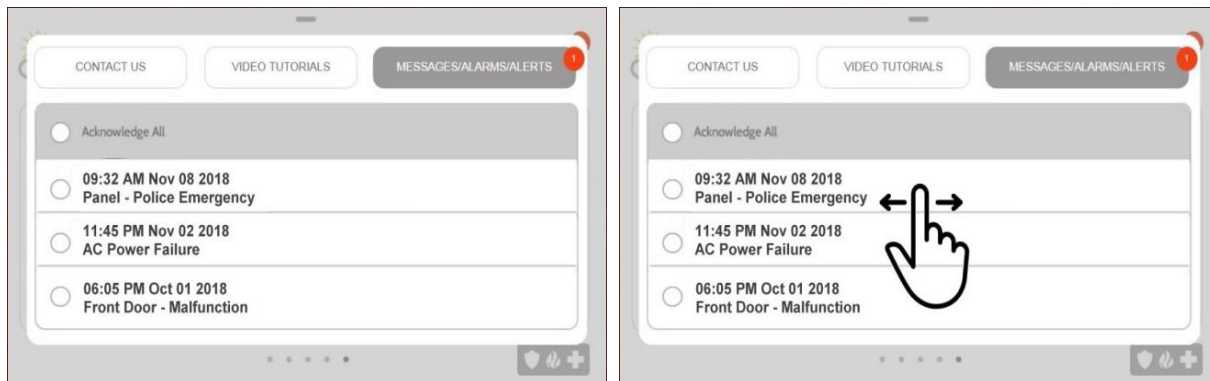 CONTACT US
VIDEO TUTORIALS
MESSAGES/ALARMS/ALERTS
1
Acknowledge All
09:32 AM Nov 08 2018
Panel - Police Emergency
11:45 PM Nov 02 2018
AC Power Failure
06:05 PM Oct 01 2018
Front Door - Malfunction
CONTACT US
VIDEO TUTORIALS
MESSAGES/ALARMS/ALERTS
1
Acknowledge All
09:32 AM Nov 08 2018
Panel - Police Emergency
11:45 PM Nov 02 2018
AC Power Failure
06:05 PM Oct 01 2018
Front Door - Malfunction